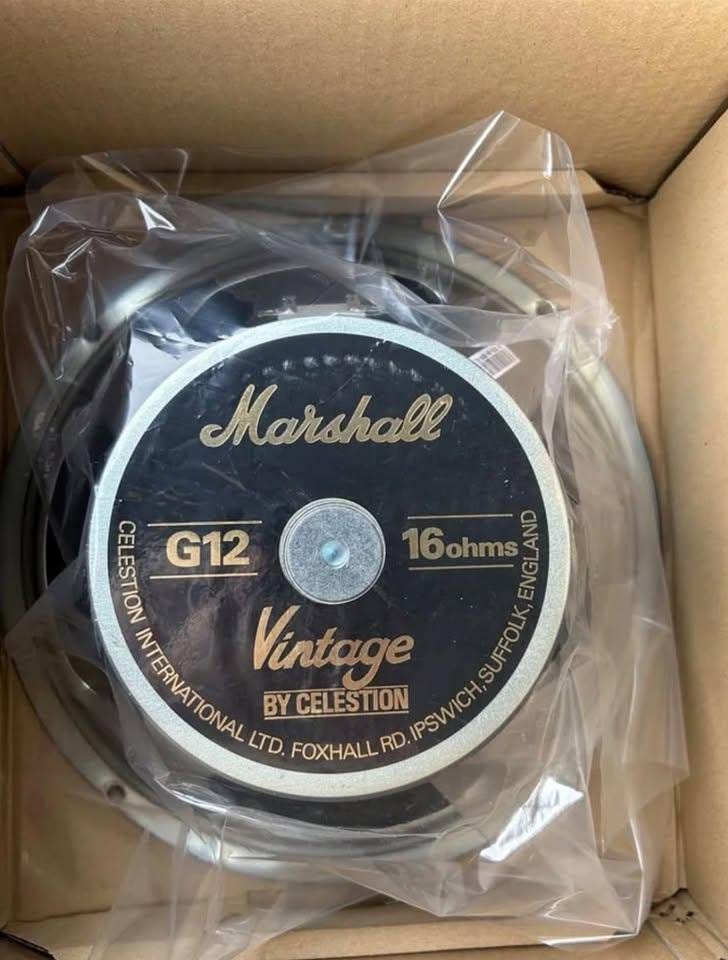 Marshall
G12
16ohms
Vintage
BY CELESTION
CELESTION INTERNATIONAL LTD. FOXHALL RD. IPSWICH, SUFFOLK, ENGLAND